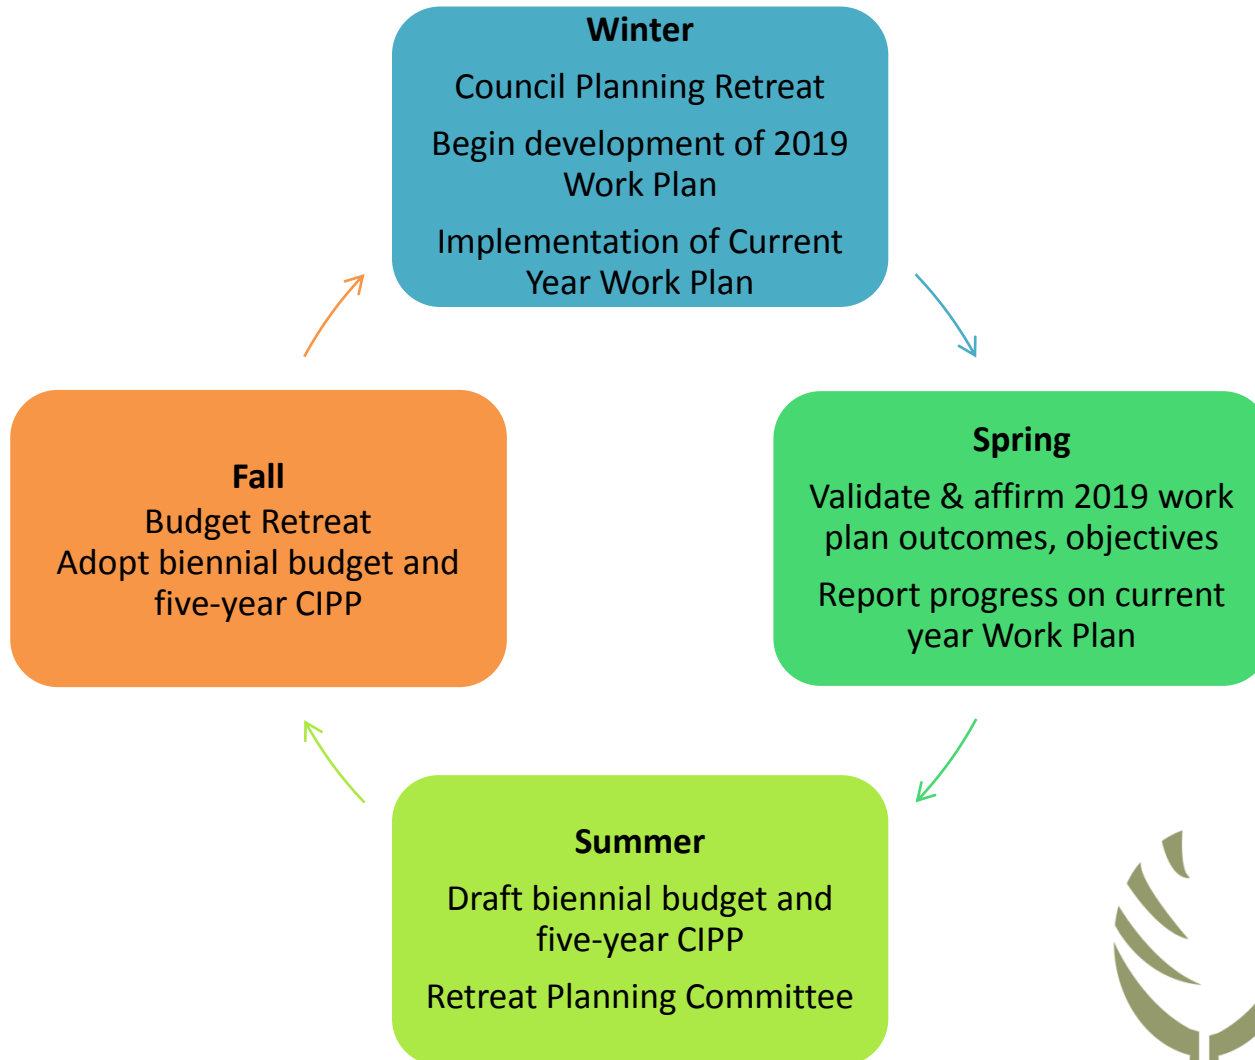 Winter
Council Planning Retreat
Begin development of 2019
Work Plan
Implementation of Current
Year Work Plan
Spring
Validate & affirm 2019 work
plan outcomes, objectives
Report progress on current
year Work Plan
Summer
Draft biennial budget and
five-year CIPP
Retreat Planning Committee
Fall
Budget Retreat
Adopt biennial budget and
five-year CIPP